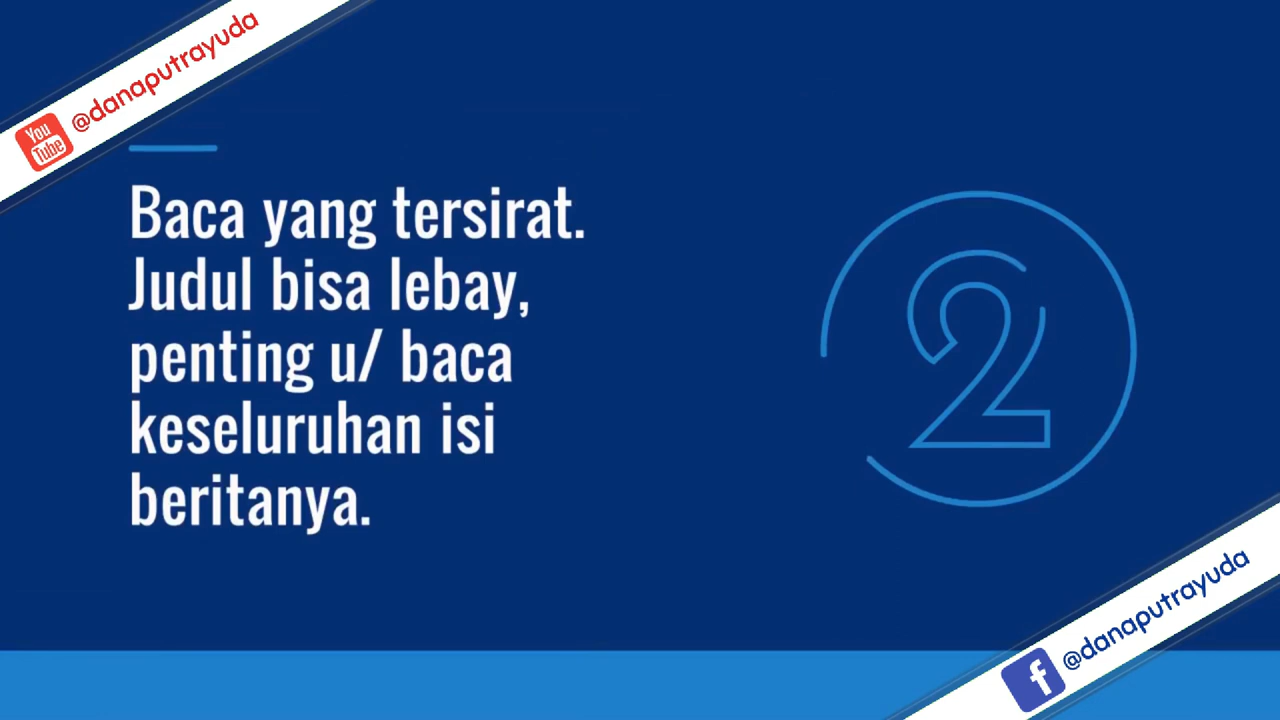 You
Tube
@danaputrayuda
Baca yang tersirat.
Judul bisa lebay,
penting u/ baca
keseluruhan isi
beritanya.
2
f
@danaputrayuda